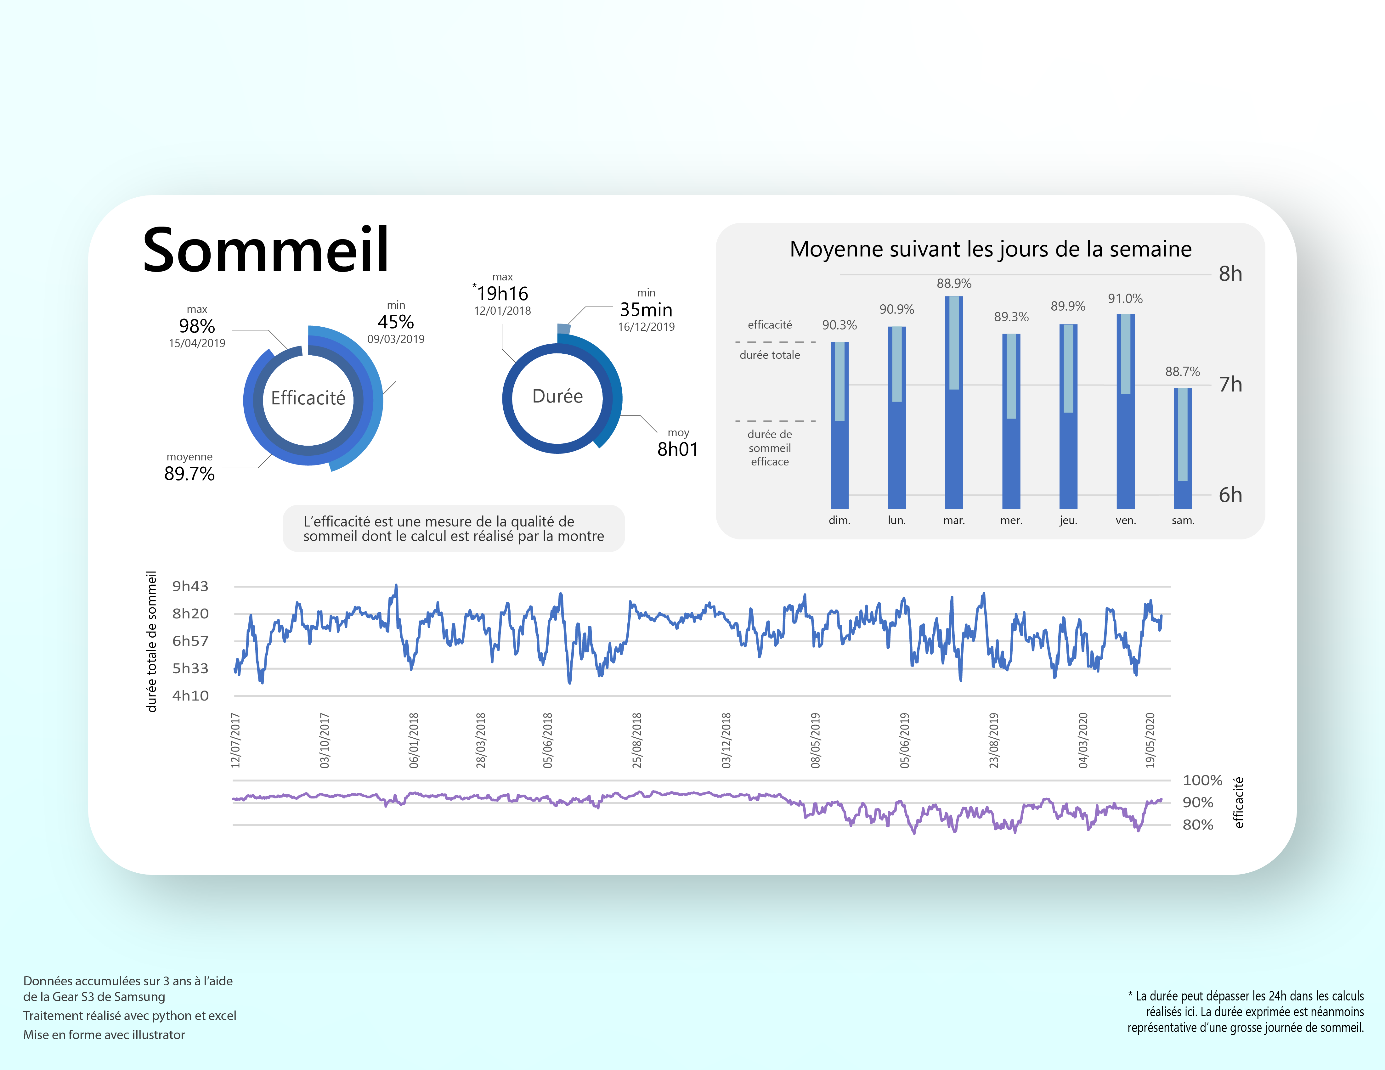 Sommeil
max
98%
15/04/2019
min
45%
09/03/2019
Efficacité
moyenne
89.7%
max
*19h16
12/01/2018
min
35min
16/12/2019
Durée
moy
8h01
L'efficacité est une mesure de la qualité de
sommeil dont le calcul est réalisé par la montre
Moyenne suivant les jours de la semaine
8h
7h
6h
efficacité
durée totale
durée de
sommeil
efficace
90.3%
90.9%
88.9%
89.3%
89.9%
91.0%
88.7%
dim.
lun.
mar.
mer.
jeu.
ven.
sam.
durée totale de sommeil
9h43
8h20
6h57
5h33
4h10
12/07/2017
03/10/2017
06/01/2018
28/03/2018
05/06/2018
25/08/2018
03/12/2018
08/05/2019
05/06/2019
23/08/2019
04/03/2020
19/05/2020
100%
90%
80%
efficacité
Données accumulées sur 3 ans à l'aide
de la Gear S3 de Samsung
Traitement réalisé avec python et excel
Mise en forme avec illustrator
* La durée peut dépasser les 24h dans les calculs
réalisés ici. La durée exprimée est néanmoins
représentative d'une grosse journée de sommeil.